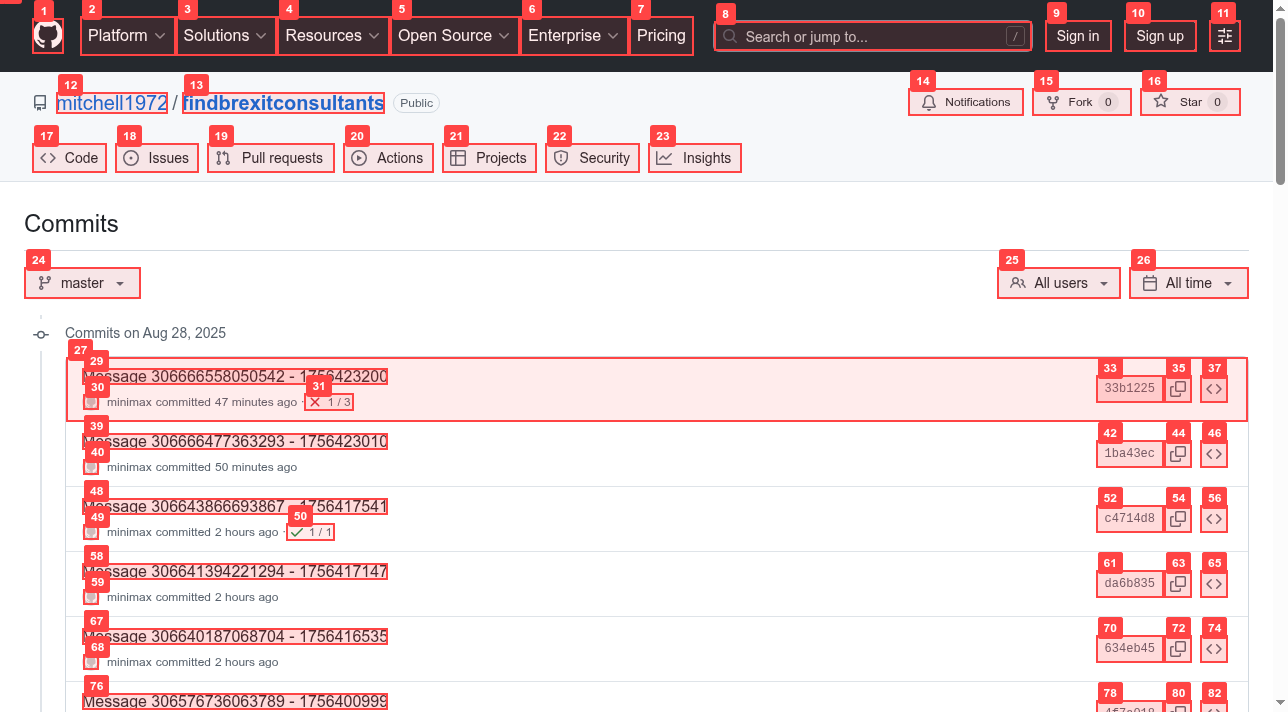 1 2 3 4 5 6 7 8 9 10 11
Platform Solutions Resources Open Source Enterprise Pricing Search or jump to... / Sign in Sign up
12 13 14 15 16
mitchell1972 / findbrexitconsultants Public Notifications Fork 0 Star 0
17 18 19 20 21 22 23
Code Issues Pull requests Actions Projects Security Insights
Commits
24 25 26
master All users All time
Commits on Aug 28, 2025
27
29 33 35 37
Message 306666558050542 - 1756423200
30 31 33b1225
minimax committed 47 minutes ago · 1 / 3
39 42 44 46
Message 306666477363293 - 1756423010
40 1ba43ec
minimax committed 50 minutes ago
48 52 54 56
Message 306643866693867 - 1756417541
49 50 c4714d8
minimax committed 2 hours ago · 1 / 1
58 61 63 65
Message 306641394221294 - 1756417147
59 da6b835
minimax committed 2 hours ago
67 70 72 74
Message 306640187068704 - 1756416535
68 634eb45
minimax committed 2 hours ago
76 78 80 82
Message 306576736063789 - 1756400999